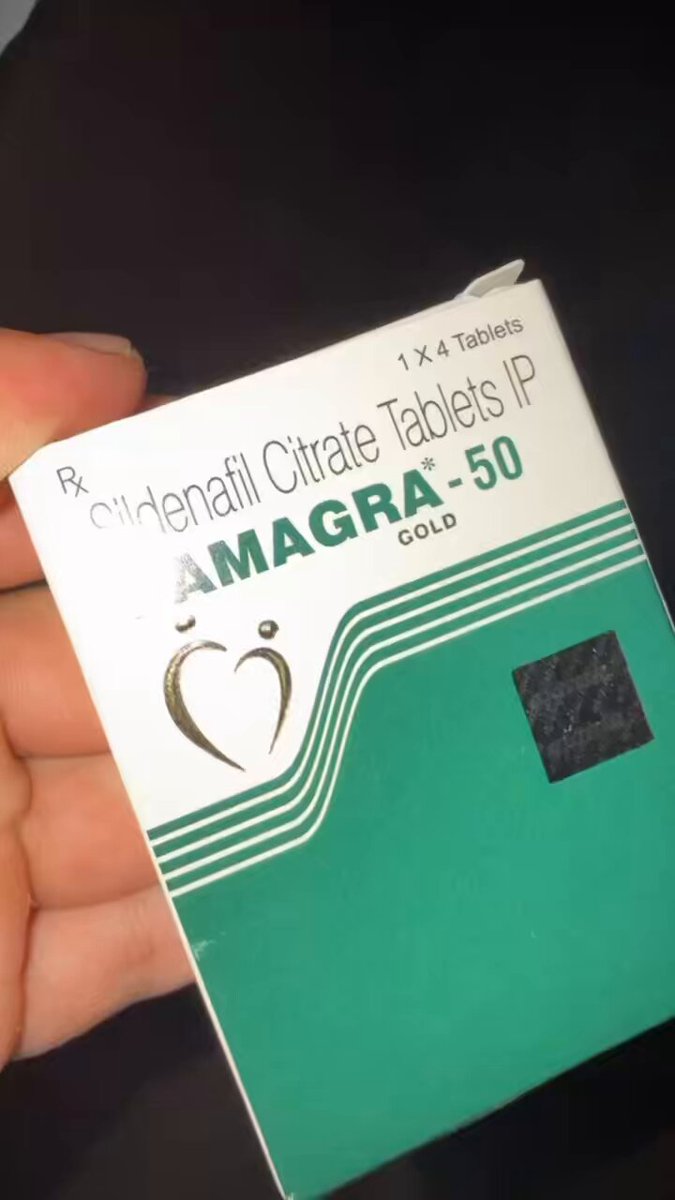 1 X 4 Tablets
Rx
Sildenafil Citrate Tablets IP
AMAGRA* - 50
GOLD